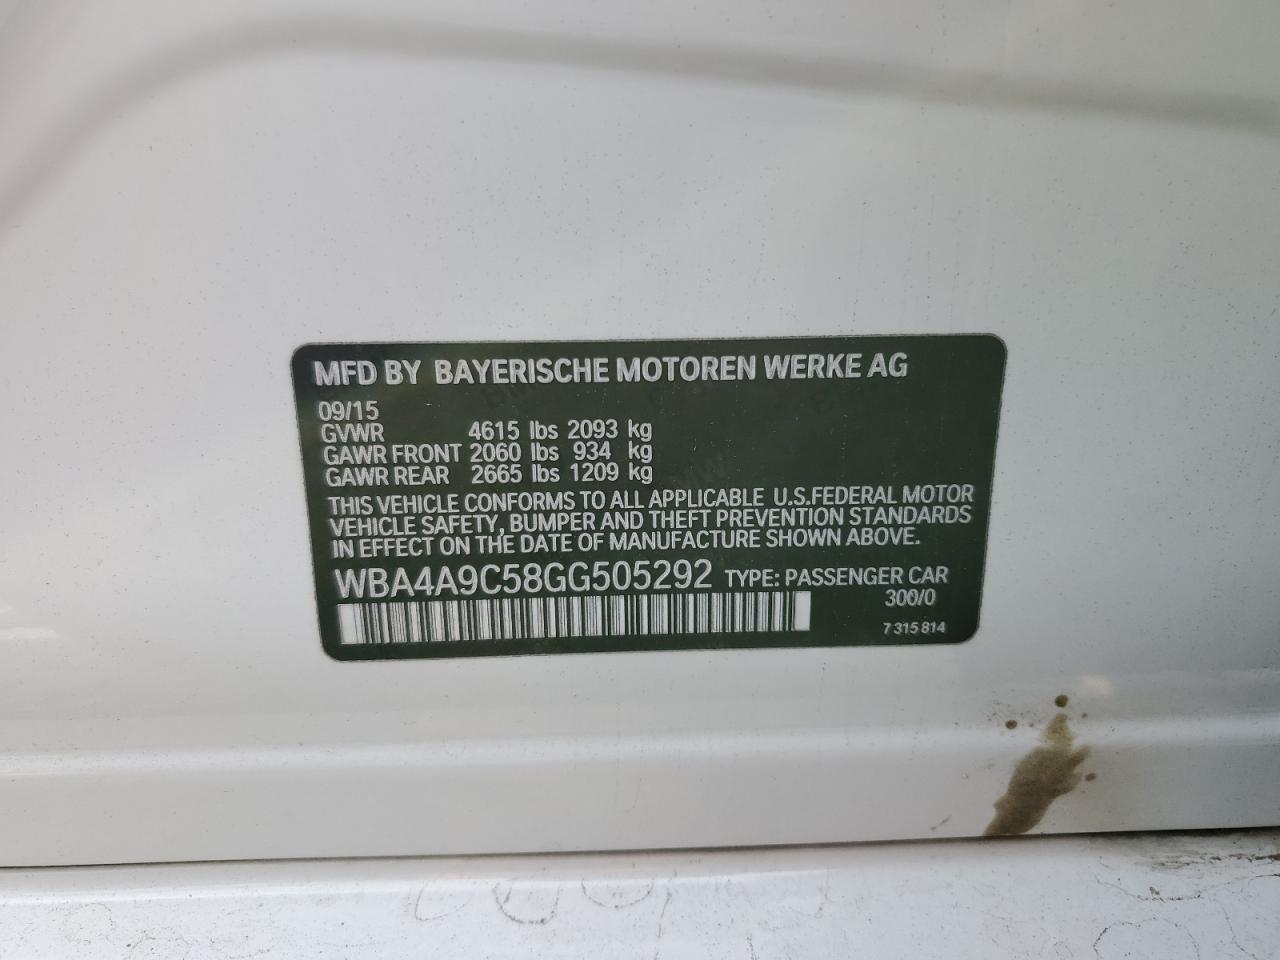 MFD BY BAYERISCHE MOTOREN WERKE AG
09/15
GVWR 4615 lbs 2093 kg
GAWR FRONT 2060 lbs 934 kg
GAWR REAR 2665 lbs 1209 kg
THIS VEHICLE CONFORMS TO ALL APPLICABLE U.S.FEDERAL MOTOR
VEHICLE SAFETY, BUMPER AND THEFT PREVENTION STANDARDS
IN EFFECT ON THE DATE OF MANUFACTURE SHOWN ABOVE.
WBA4A9C58GG505292 TYPE: PASSENGER CAR
300/0
7 315 814